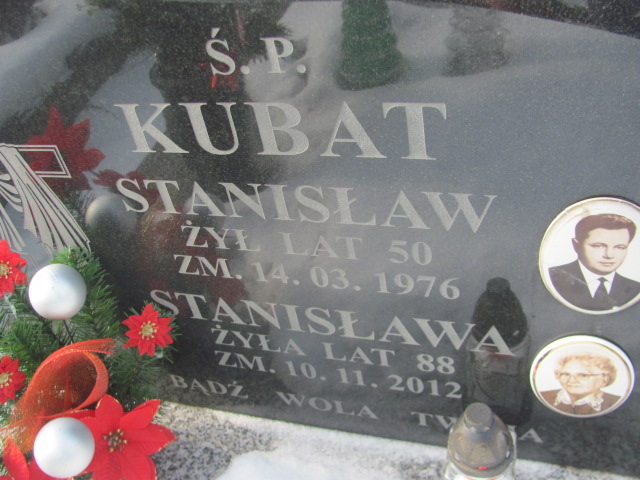 Ś.P.
KUBAT
STANISŁAW
ŻYŁ LAT 50
ZM. 14. 03. 1976
STANISŁAWA
ŻYŁA LAT 88
ZM. 10. 11. 2012
BĄDŹ WOLA